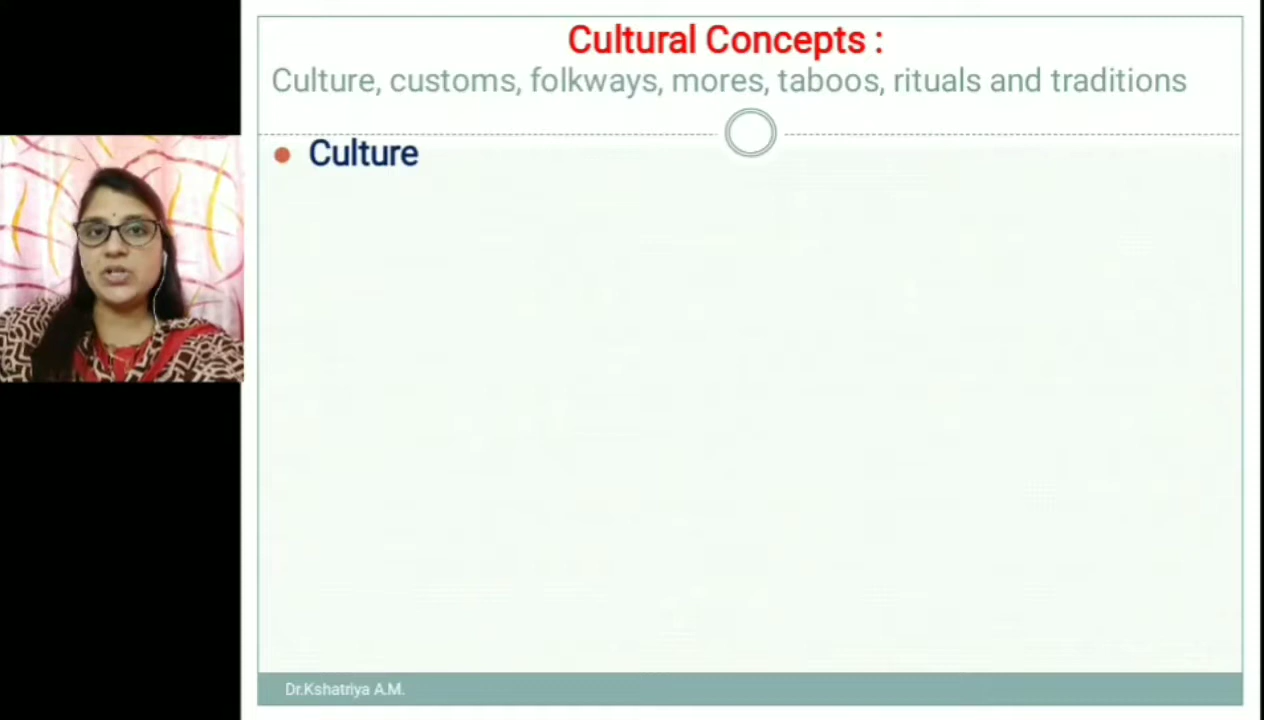 Cultural Concepts :
Culture, customs, folkways, mores, taboos, rituals and traditions
Culture
Dr.Kshatriya A.M.